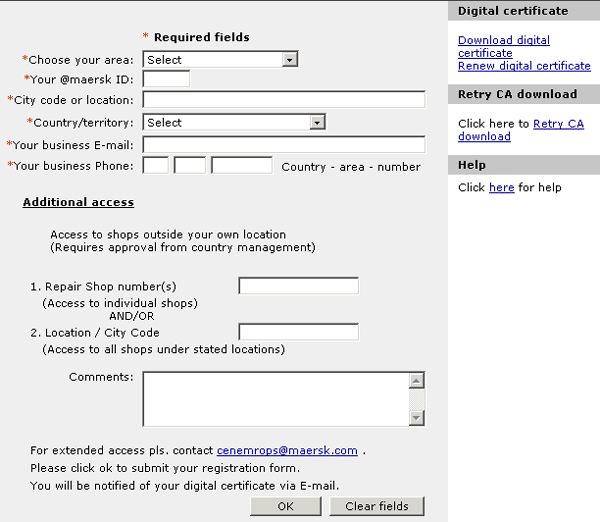 * Required fields
*Choose your area: Select
*Your @maersk ID:
*City code or location:
*Country/territory: Select
*Your business E-mail:
*Your business Phone: Country - area - number
Additional access
Access to shops outside your own location
(Requires approval from country management)
1. Repair Shop number(s)
(Access to individual shops)
AND/OR
2. Location / City Code
(Access to all shops under stated locations)
Comments:
For extended access pls. contact cenemrops@maersk.com .
Please click ok to submit your registration form.
You will be notified of your digital certificate via E-mail.
OK Clear fields
Digital certificate
Download digital
certificate
Renew digital certificate
Retry CA download
Click here to Retry CA
download
Help
Click here for help